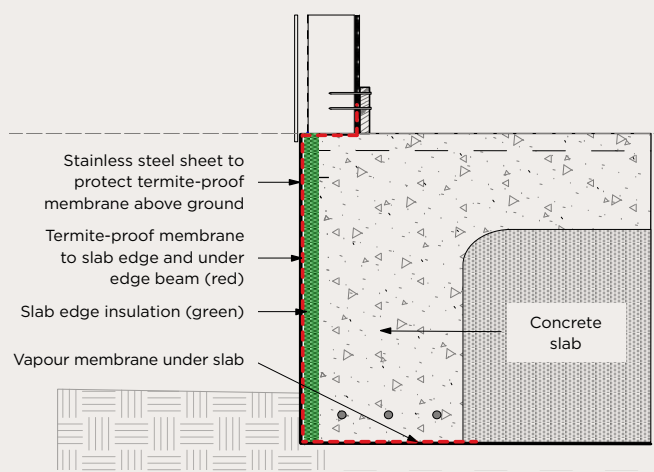 Stainless steel sheet to
protect termite-proof
membrane above ground
Termite-proof membrane
to slab edge and under
edge beam (red)
Slab edge insulation (green)
Vapour membrane under slab
Concrete
slab